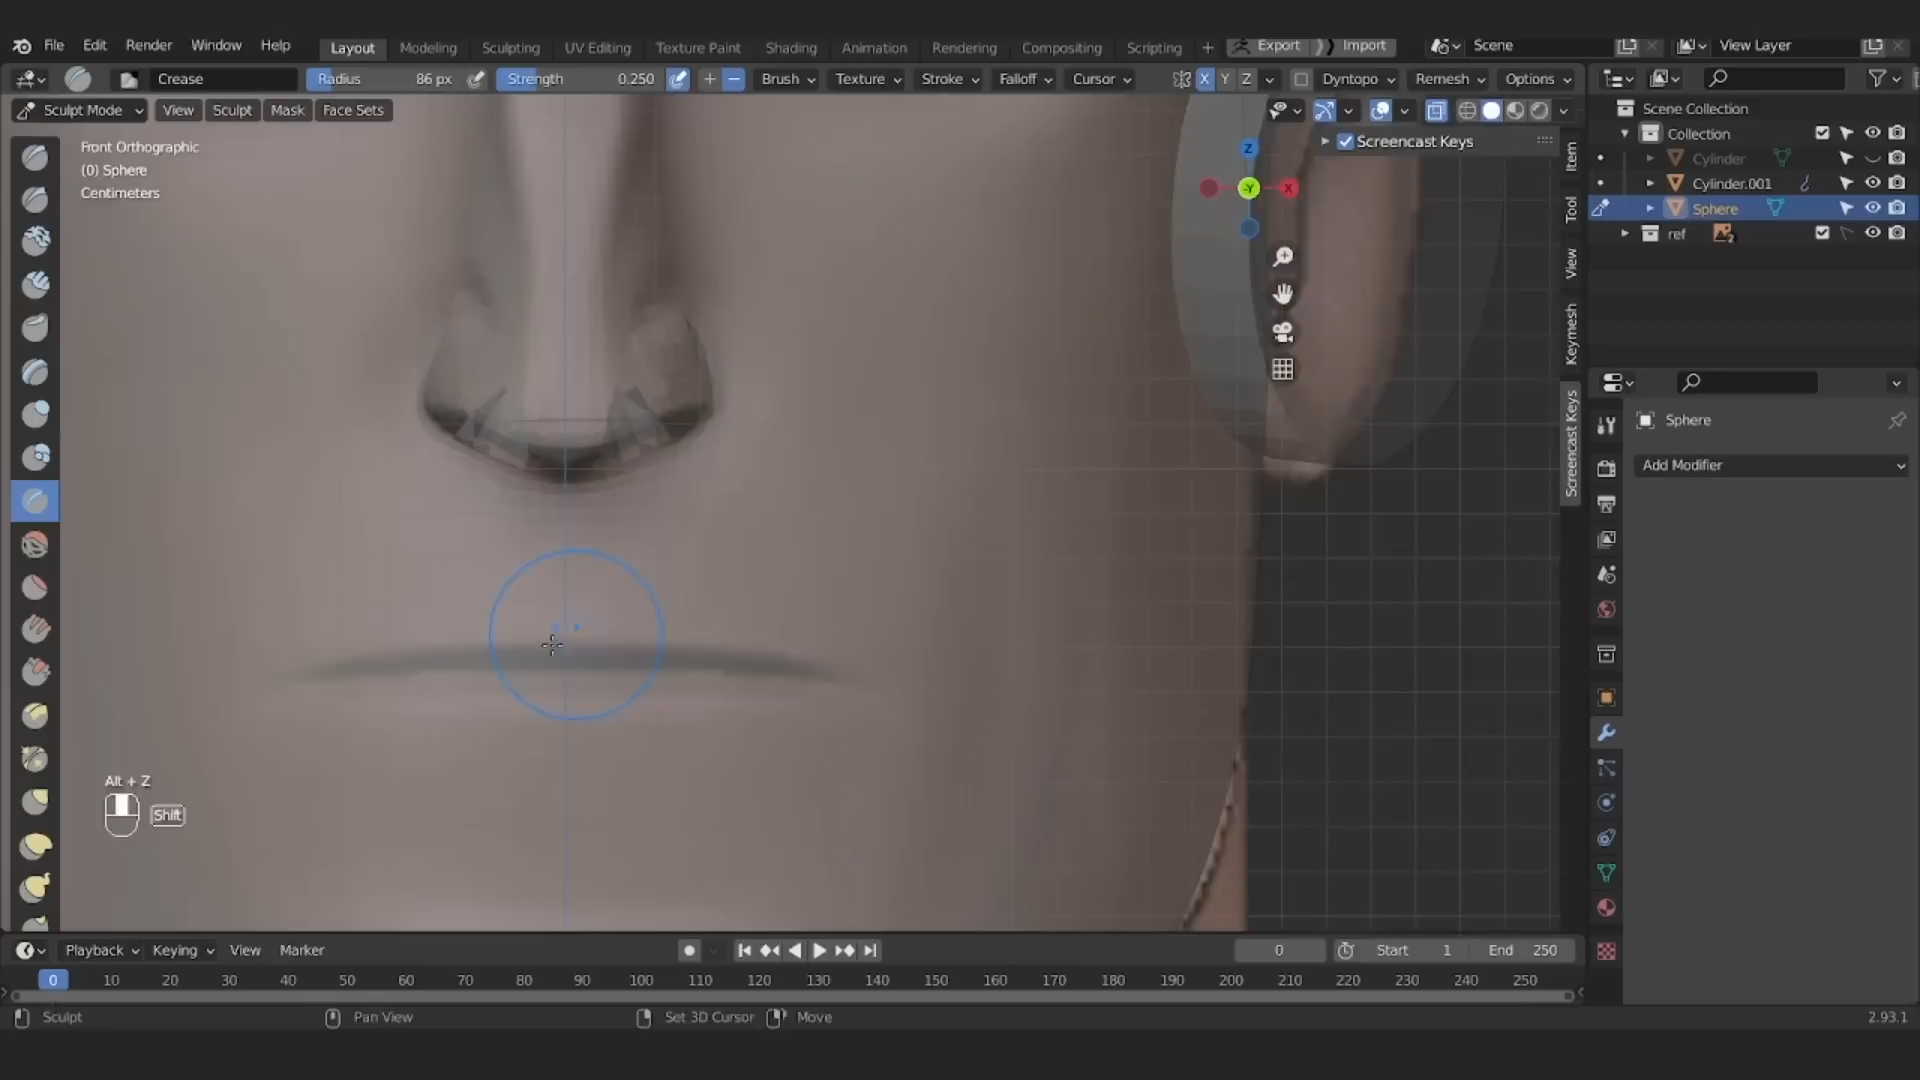 File Edit Render Window Help Layout Modeling Sculpting UV Editing Texture Paint Shading Animation Rendering Compositing Scripting + Export Import Scene View Layer
Crease Radius 86 px Strength 0.250 Brush Texture Stroke Falloff Cursor X Y Z Dyntopo Remesh Options
Sculpt Mode View Sculpt Mask Face Sets
Scene Collection
Collection
Cylinder
Cylinder.001
Sphere
ref
Front Orthographic
(0) Sphere
Centimeters
Screencast Keys
Z
-Y
X
Item
Tool
View
Keymesh
Screencast Keys
Sphere
Add Modifier
Alt + Z
Shift
Playback Keying View Marker 0 Start 1 End 250
0 10 20 30 40 50 60 70 80 90 100 110 120 130 140 150 160 170 180 190 200 210 220 230 240 250
Sculpt Pan View Set 3D Cursor Move 2.93.1